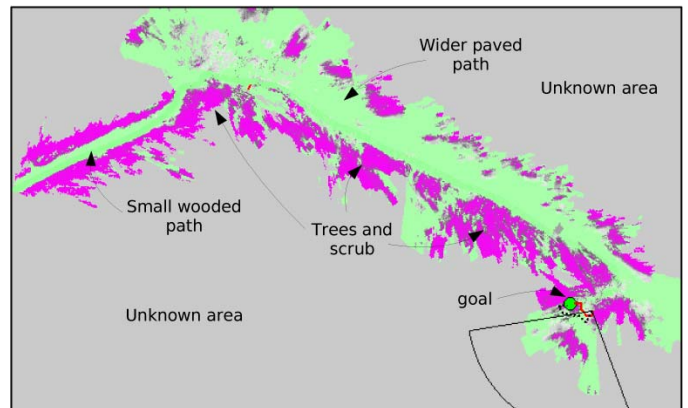 Wider paved
path
Unknown area
Small wooded
path
Trees and
scrub
goal
Unknown area